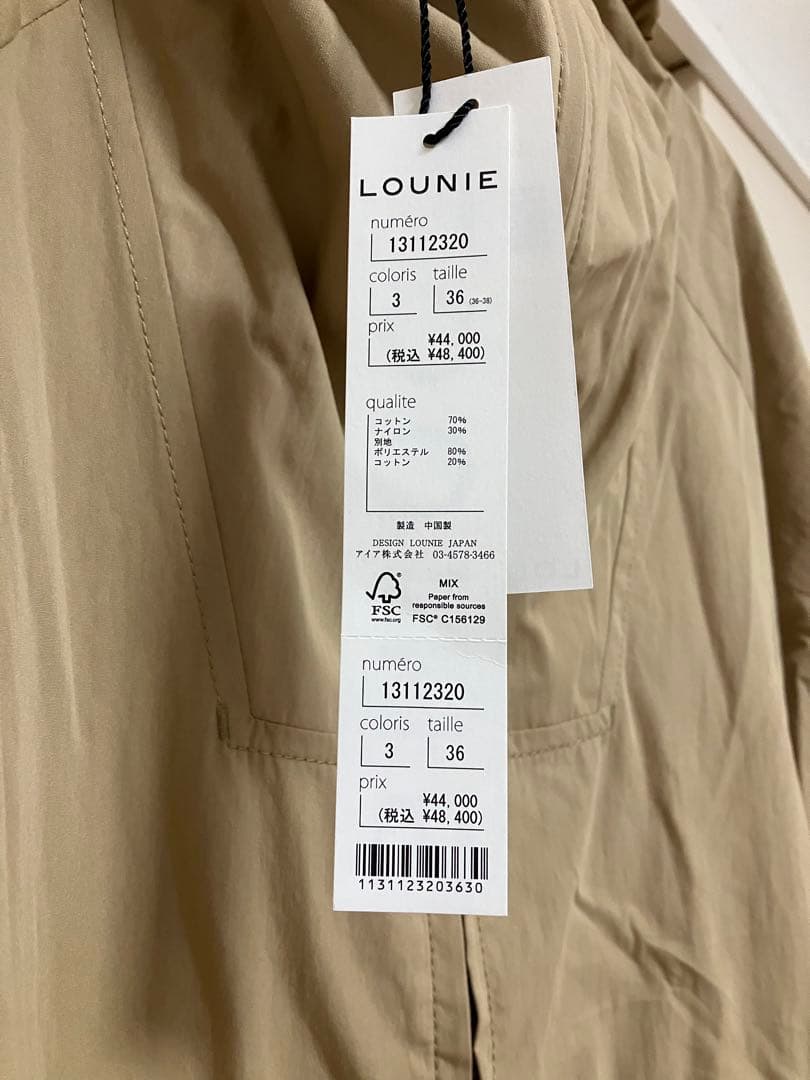 LOUNIE
numéro
13112320
coloris taille
3 36 (36-38)
prix
¥44,000
(税込 ¥48,400)
qualite
コットン 70%
ナイロン 30%
別地
ポリエステル 80%
コットン 20%
製造 中国製
DESIGN LOUNIE JAPAN
アイア株式会社 03-4578-3466
FSC
www.fsc.org
MIX
Paper from
responsible sources
FSC® C156129
numéro
13112320
coloris taille
3 36
prix
¥44,000
(税込 ¥48,400)
1131123203630